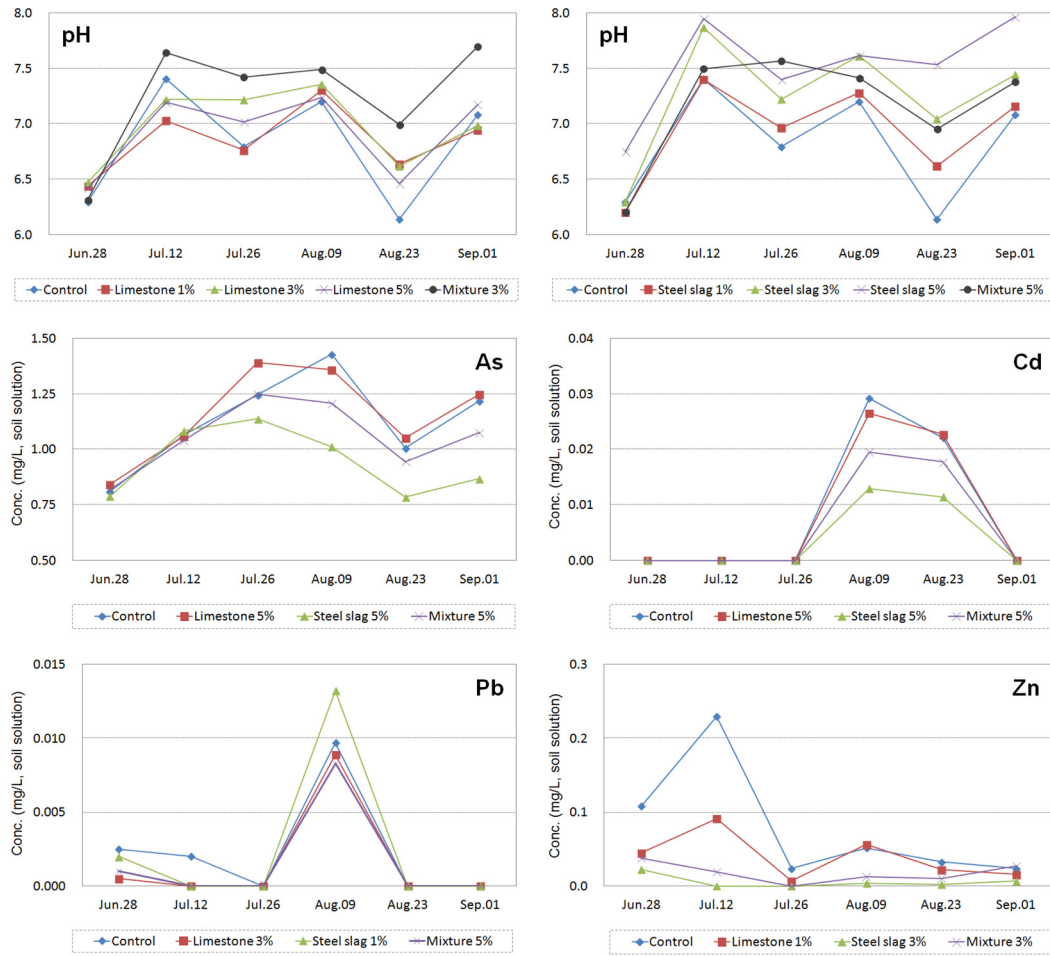 pH
8.0
7.5
7.0
6.5
6.0
Jun.28 Jul.12 Jul.26 Aug.09 Aug.23 Sep.01
Control Limestone 1% Limestone 3% Limestone 5% Mixture 3%
pH
8.0
7.5
7.0
6.5
6.0
Jun.28 Jul.12 Jul.26 Aug.09 Aug.23 Sep.01
Control Steel slag 1% Steel slag 3% Steel slag 5% Mixture 5%
As
Conc. (mg/L, soil solution)
1.50
1.25
1.00
0.75
0.50
Jun.28 Jul.12 Jul.26 Aug.09 Aug.23 Sep.01
Control Limestone 5% Steel slag 5% Mixture 5%
Cd
Conc. (mg/L, soil solution)
0.04
0.03
0.02
0.01
0.00
Jun.28 Jul.12 Jul.26 Aug.09 Aug.23 Sep.01
Control Limestone 5% Steel slag 5% Mixture 5%
Pb
Conc. (mg/L, soil solution)
0.015
0.010
0.005
0.000
Jun.28 Jul.12 Jul.26 Aug.09 Aug.23 Sep.01
Control Limestone 3% Steel slag 1% Mixture 5%
Zn
Conc. (mg/L, soil solution)
0.3
0.2
0.1
0.0
Jun.28 Jul.12 Jul.26 Aug.09 Aug.23 Sep.01
Control Limestone 1% Steel slag 3% Mixture 3%